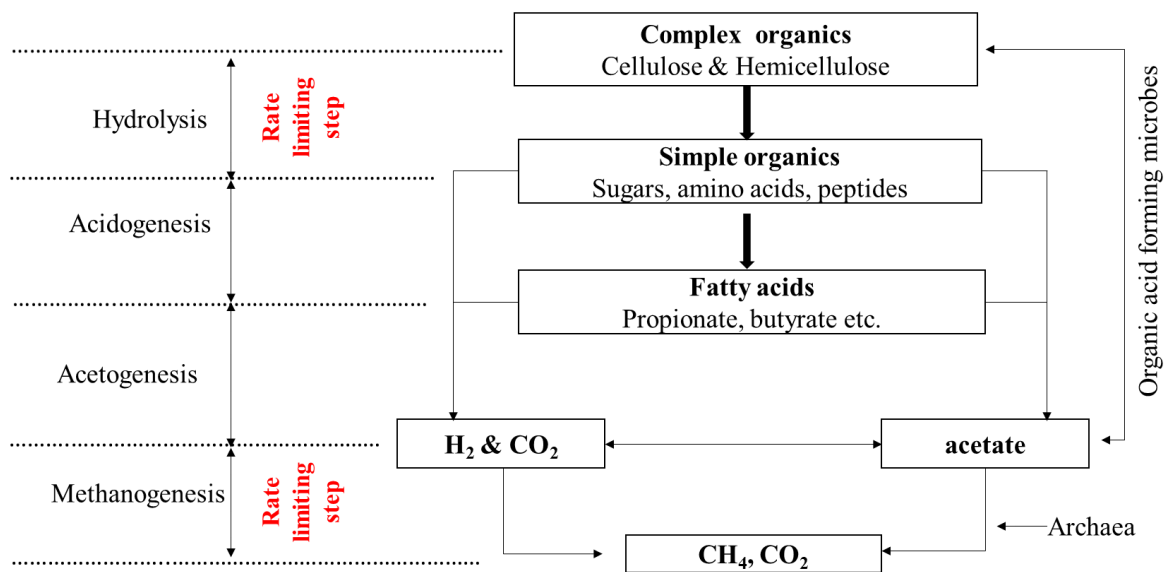 Complex organics
Cellulose & Hemicellulose
Hydrolysis
Rate
limiting
step
Simple organics
Sugars, amino acids, peptides
Acidogenesis
Fatty acids
Propionate, butyrate etc.
Organic acid forming microbes
Acetogenesis
H₂ & CO₂
acetate
Methanogenesis
Rate
limiting
step
Archaea
CH₄, CO₂